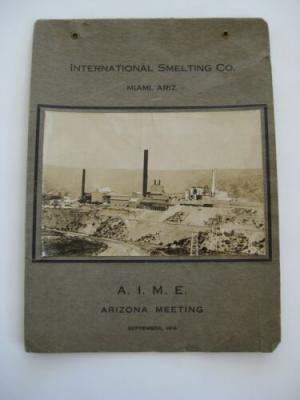 INTERNATIONAL SMELTING CO.
MIAMI, ARIZ.
A. I. M. E.
ARIZONA MEETING
SEPTEMBER,